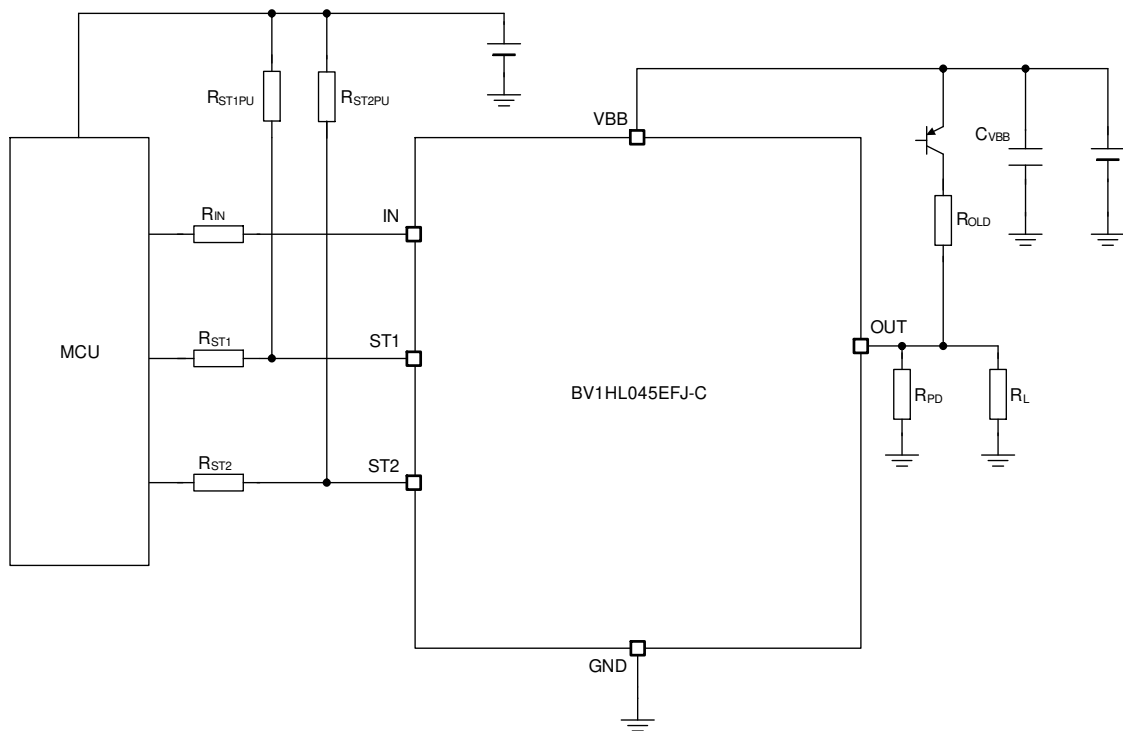 RST1PU
RST2PU
VBB
CVBB
RIN
IN
ROLD
MCU
RST1
ST1
OUT
BV1HL045EFJ-C
RPD
RL
RST2
ST2
GND